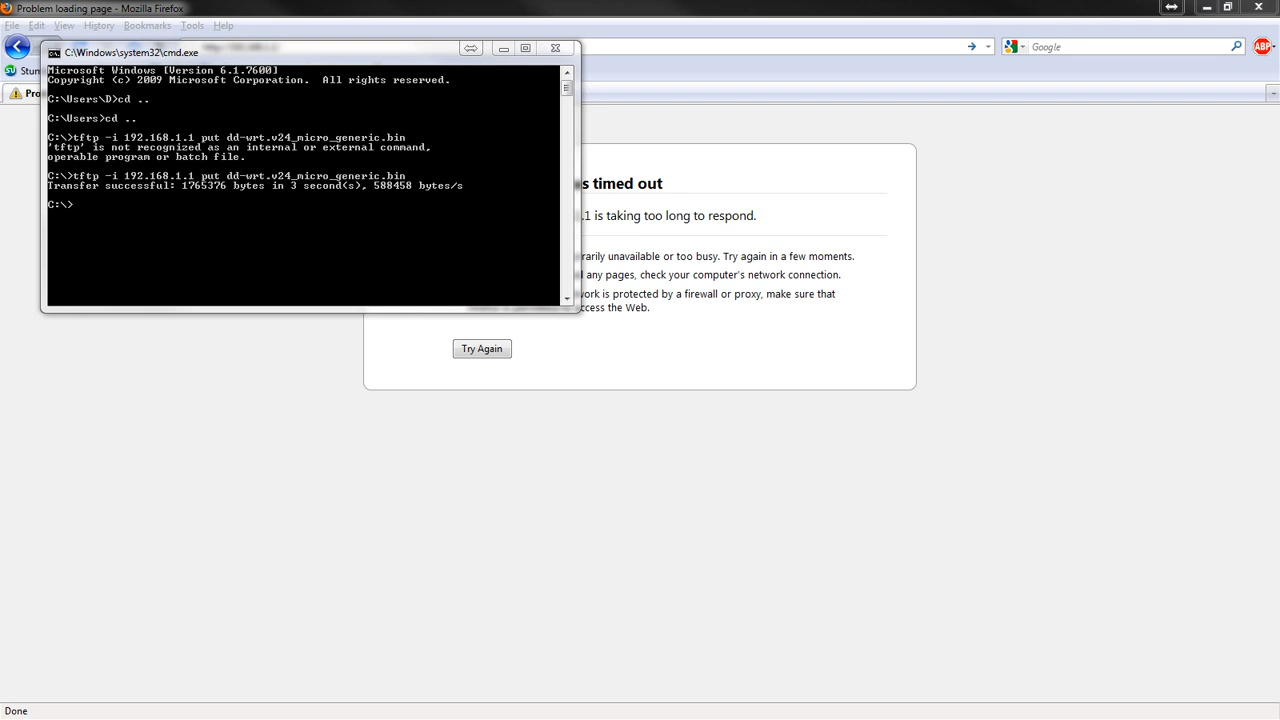 Problem loading page - Mozilla Firefox
File Edit View History Bookmarks Tools Help
Google
ABP
Stum
Pro
C:\Windows\system32\cmd.exe
Microsoft Windows [Version 6.1.7600]
Copyright (c) 2009 Microsoft Corporation. All rights reserved.
C:\Users\D>cd ..
C:\Users>cd ..
C:\>tftp -i 192.168.1.1 put dd-wrt.v24_micro_generic.bin
'tftp' is not recognized as an internal or external command,
operable program or batch file.
C:\>tftp -i 192.168.1.1 put dd-wrt.v24_micro_generic.bin
Transfer successful: 1765376 bytes in 3 second(s), 588458 bytes/s
C:\>
s timed out
.1 is taking too long to respond.
rarily unavailable or too busy. Try again in a few moments.
any pages, check your computer's network connection.
work is protected by a firewall or proxy, make sure that
cess the Web.
Try Again
Done